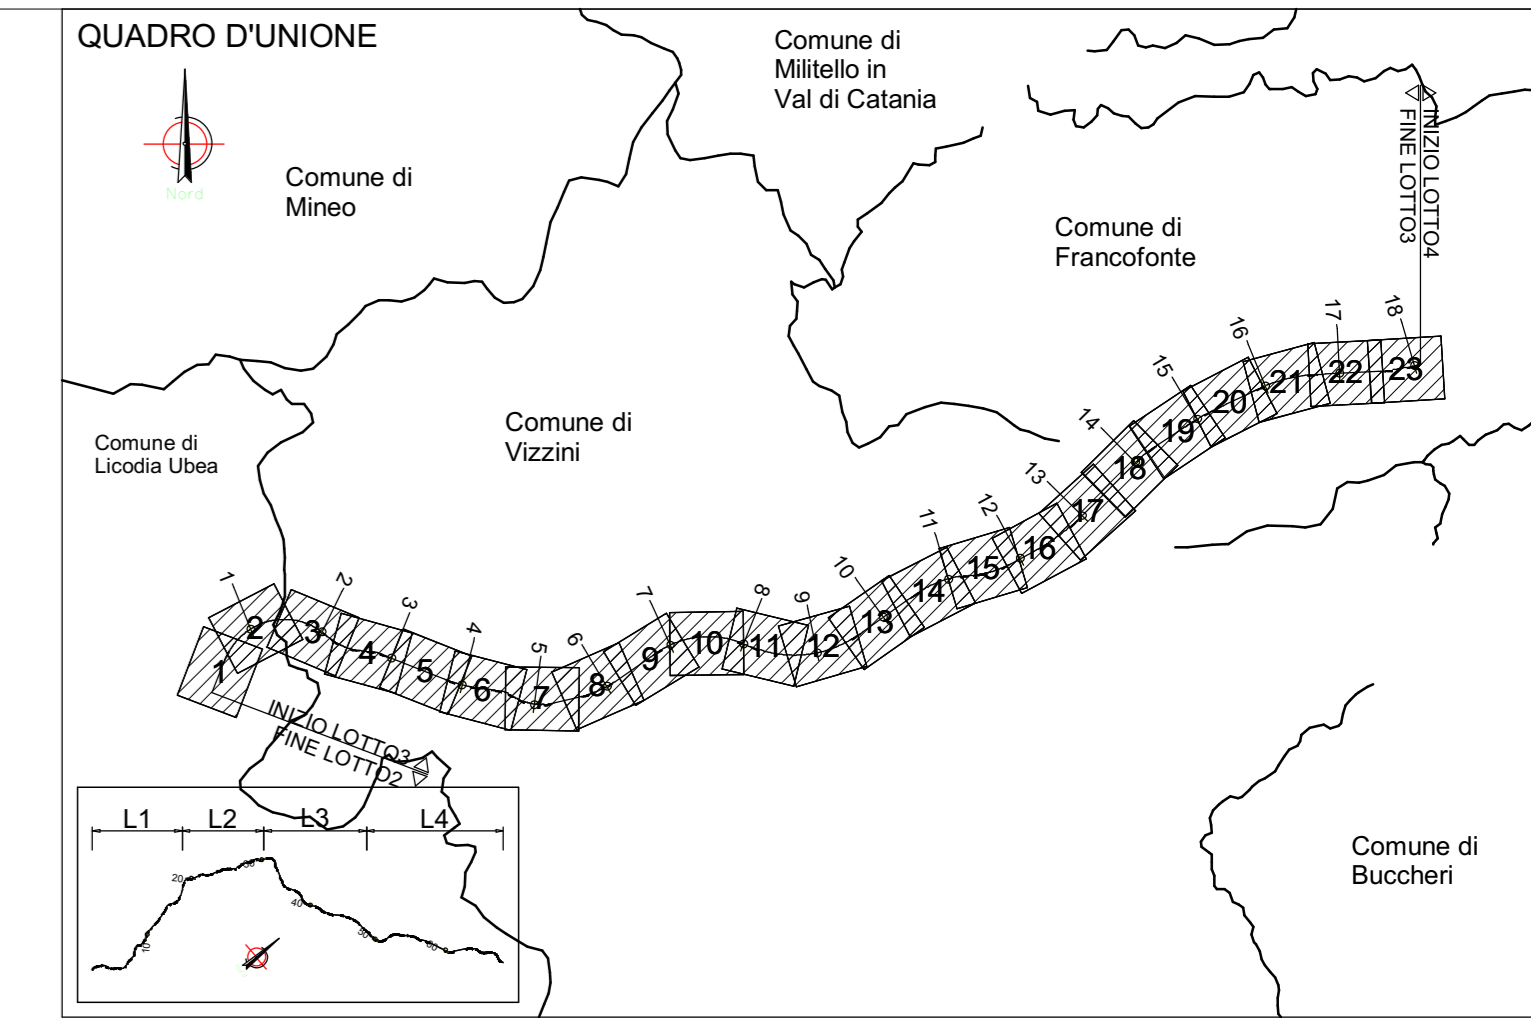 QUADRO D'UNIONE
Nord
Comune di
Mineo
Comune di
Militello in
Val di Catania
Comune di
Francofonte
INIZIO LOTTO4
FINE LOTTO3
Comune di
Licodia Ubea
Comune di
Vizzini
Comune di
Buccheri
1
2
3
4
5
6
7
8
9
10
11
12
13
14
15
16
17
18
1
2
3
4
5
6
7
8
9
10
11
12
13
14
15
16
17
18
19
20
21
22
23
INIZIO LOTTO3
FINE LOTTO2
L1 L2 L3 L4
10
20
30
40
50
60